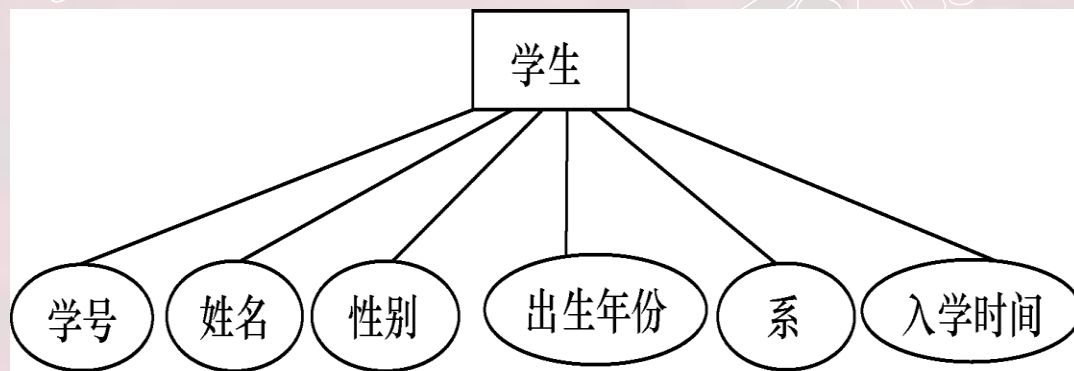 学生
学号 姓名 性别 出生年份 系 入学时间